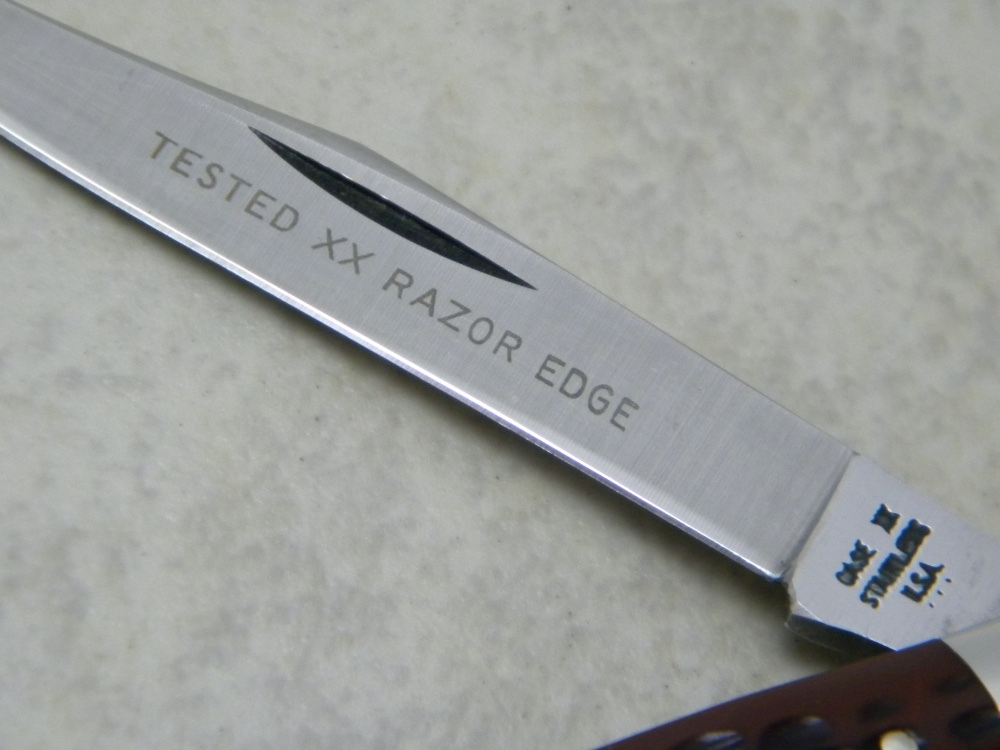 TESTED XX RAZOR EDGE
CASE XX
STAINLESS
U.S.A.
...